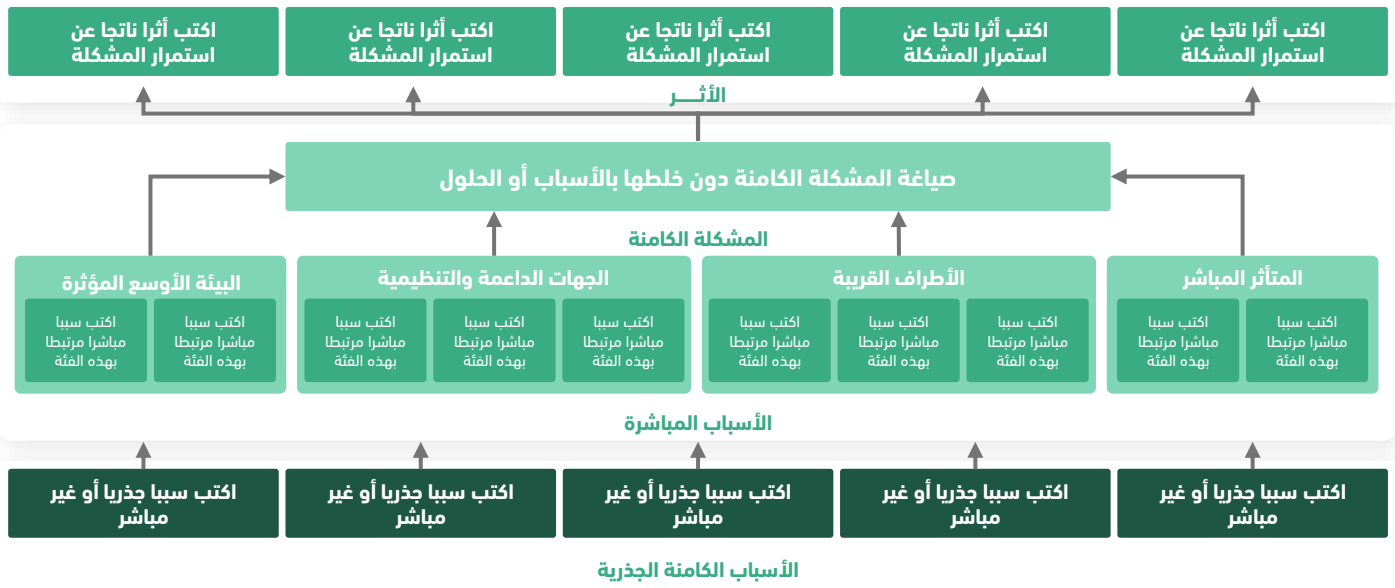 اكتب أثرا ناتجا عن
استمرار المشكلة
اكتب أثرا ناتجا عن
استمرار المشكلة
اكتب أثرا ناتجا عن
استمرار المشكلة
اكتب أثرا ناتجا عن
استمرار المشكلة
اكتب أثرا ناتجا عن
استمرار المشكلة
الأثـــر
صياغة المشكلة الكامنة دون خلطها بالأسباب أو الحلول
المشكلة الكامنة
المتأثر المباشر
اكتب سببا
مباشرا مرتبطا
بهذه الفئة
اكتب سببا
مباشرا مرتبطا
بهذه الفئة
الأطراف القريبة
اكتب سببا
مباشرا مرتبطا
بهذه الفئة
اكتب سببا
مباشرا مرتبطا
بهذه الفئة
اكتب سببا
مباشرا مرتبطا
بهذه الفئة
الجهات الداعمة والتنظيمية
اكتب سببا
مباشرا مرتبطا
بهذه الفئة
اكتب سببا
مباشرا مرتبطا
بهذه الفئة
اكتب سببا
مباشرا مرتبطا
بهذه الفئة
البيئة الأوسع المؤثرة
اكتب سببا
مباشرا مرتبطا
بهذه الفئة
اكتب سببا
مباشرا مرتبطا
بهذه الفئة
الأسباب المباشرة
اكتب سببا جذريا أو غير
مباشر
اكتب سببا جذريا أو غير
مباشر
اكتب سببا جذريا أو غير
مباشر
اكتب سببا جذريا أو غير
مباشر
اكتب سببا جذريا أو غير
مباشر
الأسباب الكامنة الجذرية